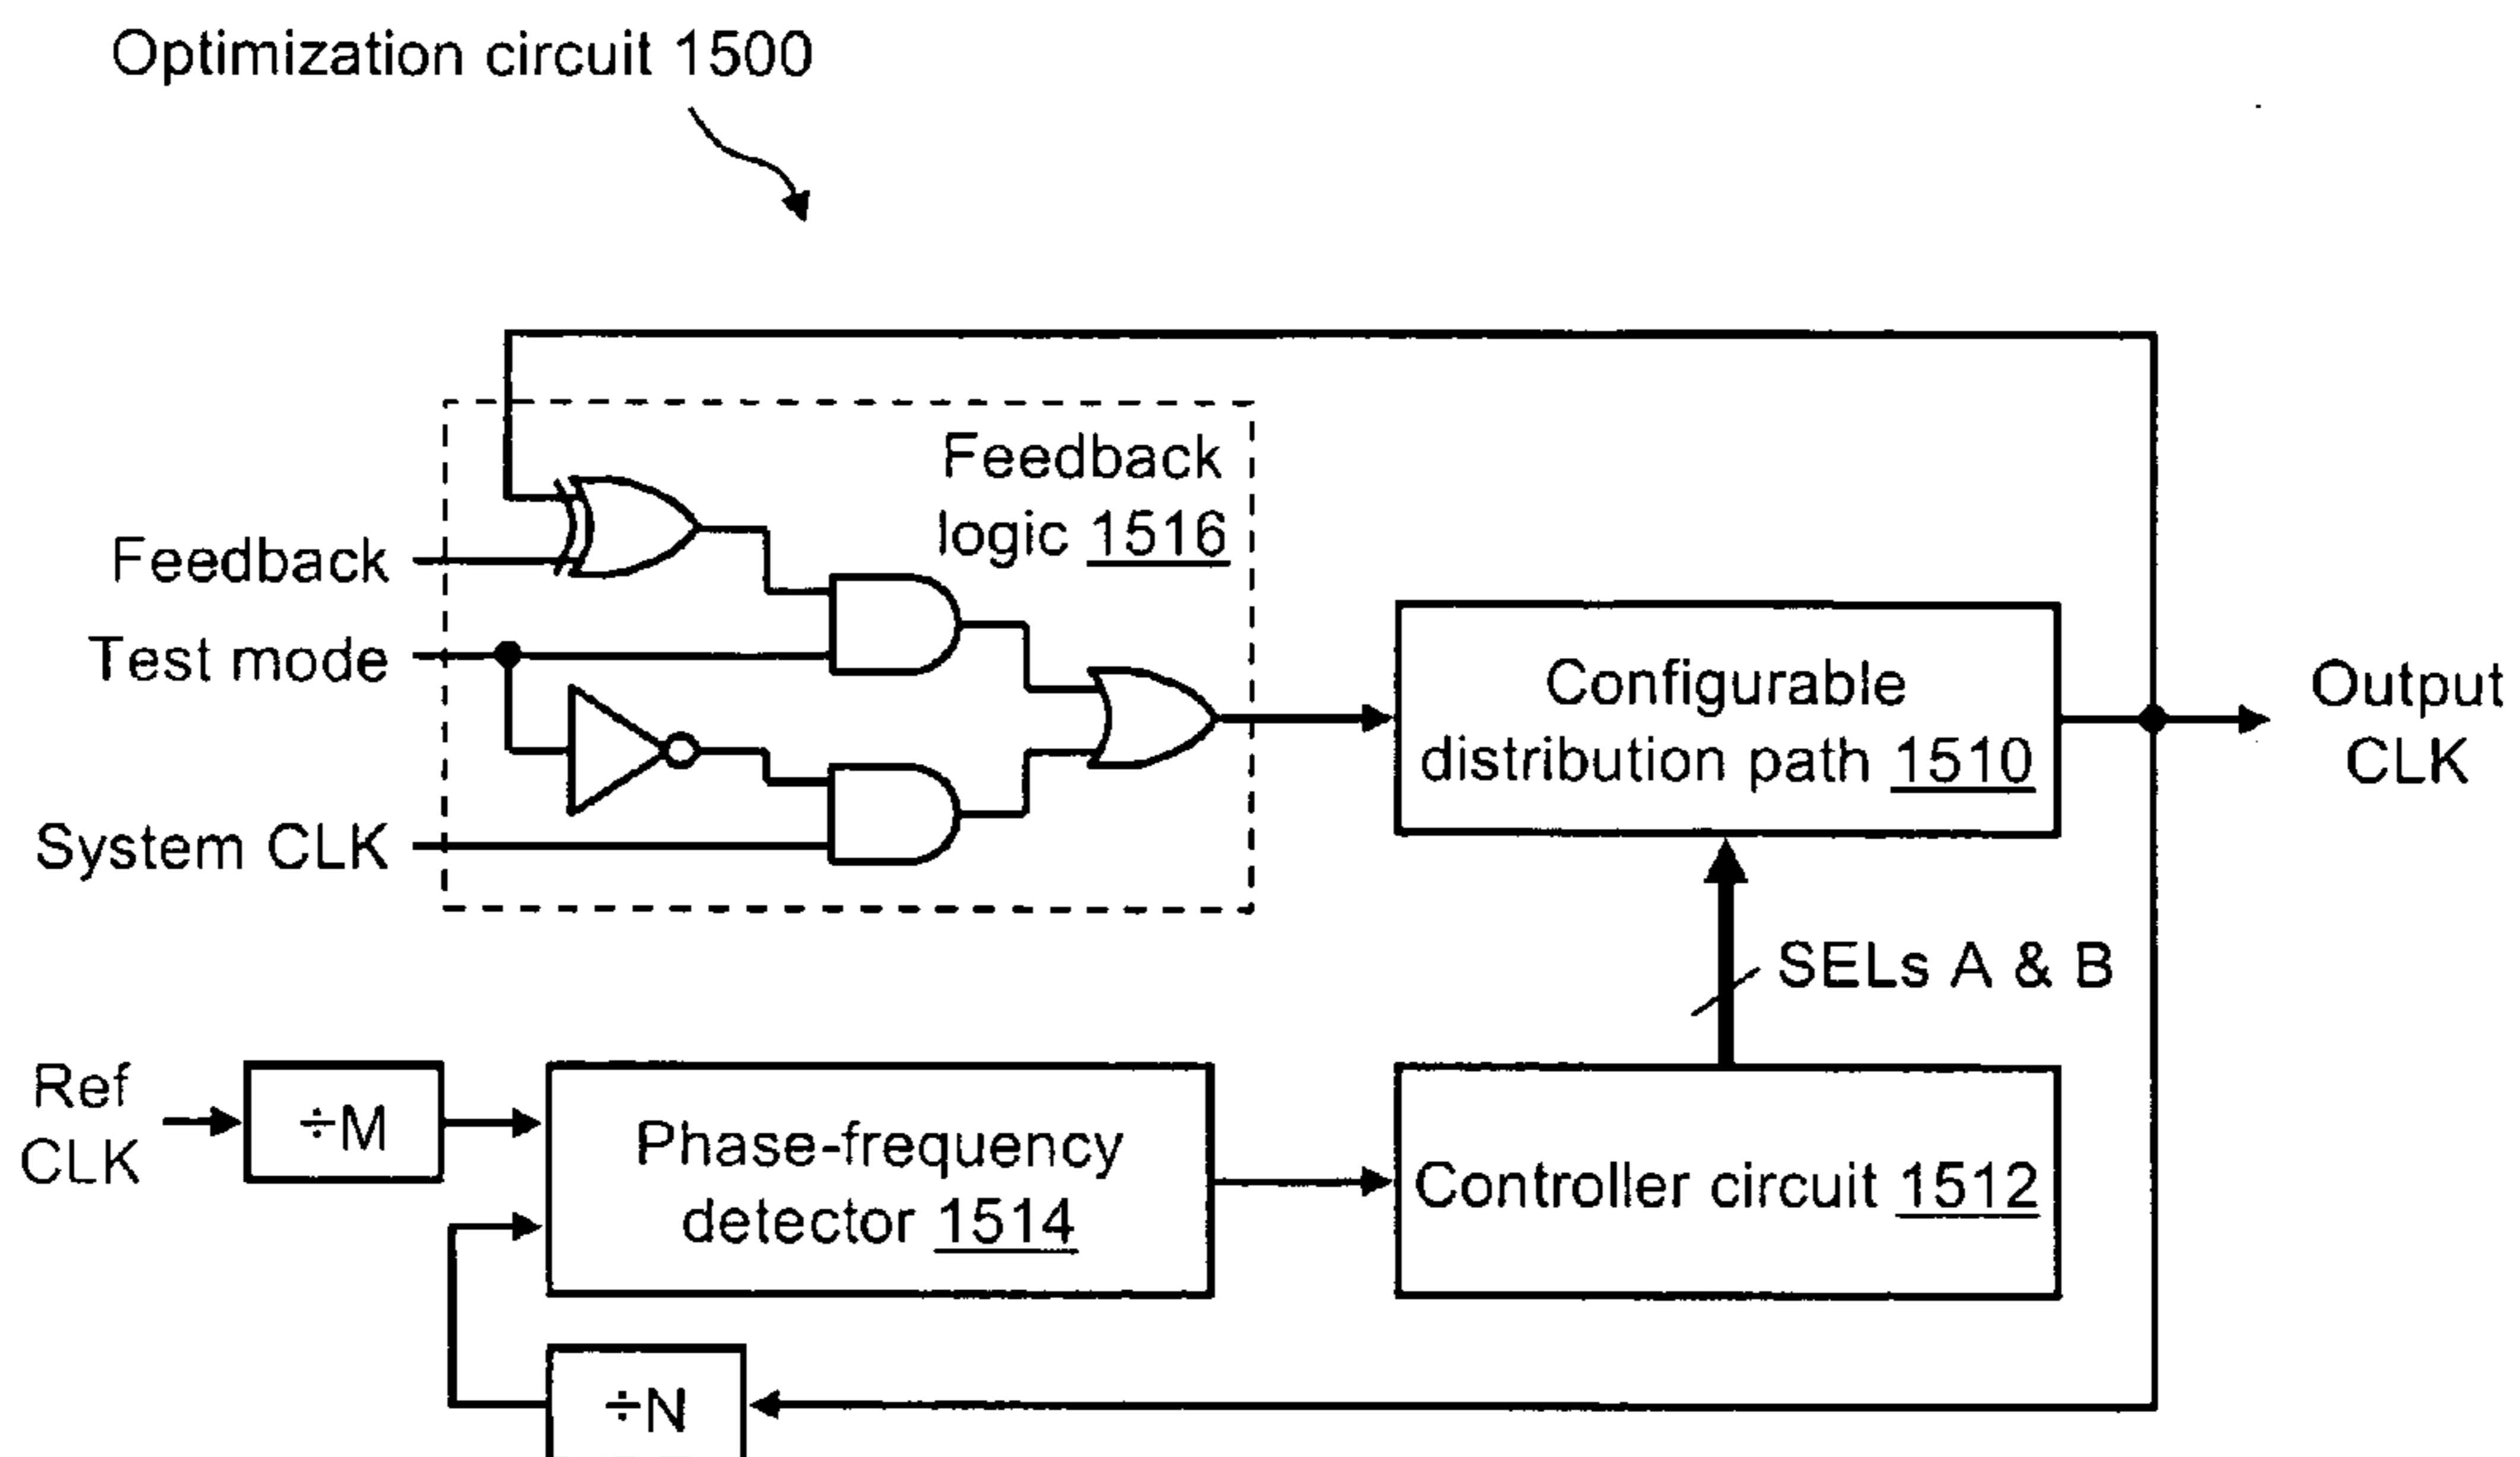 Optimization circuit 1500
Feedback
logic 1516
Feedback
Test mode
System CLK
Configurable
distribution path 1510
Output
CLK
SELs A & B
Ref
CLK
÷M
Phase-frequency
detector 1514
Controller circuit 1512
÷N